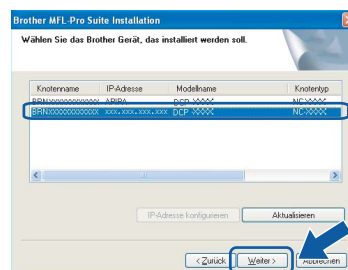 Brother MFL-Pro Suite Installation
Wählen Sie das Brother Gerät, das installiert werden soll.
Knotenname IP-Adresse Modellname Knotentyp
BRNxxxxxxxxxxxx APIPA DCP-XXXX NC-XXXX
BRNxxxxxxxxxxxx xxx.xxx.xxx.xxx DCP-XXXX NC-XXXX
IP-Adresse konfigurieren Aktualisieren
< Zurück Weiter > Abbrechen